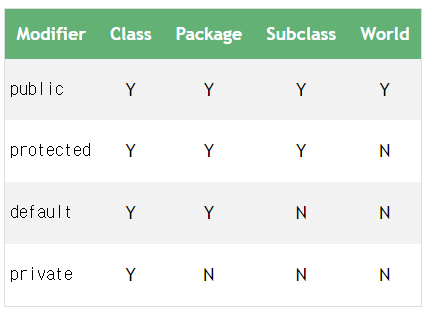 Modifier Class Package Subclass World
public Y Y Y Y
protected Y Y Y N
default Y Y N N
private Y N N N